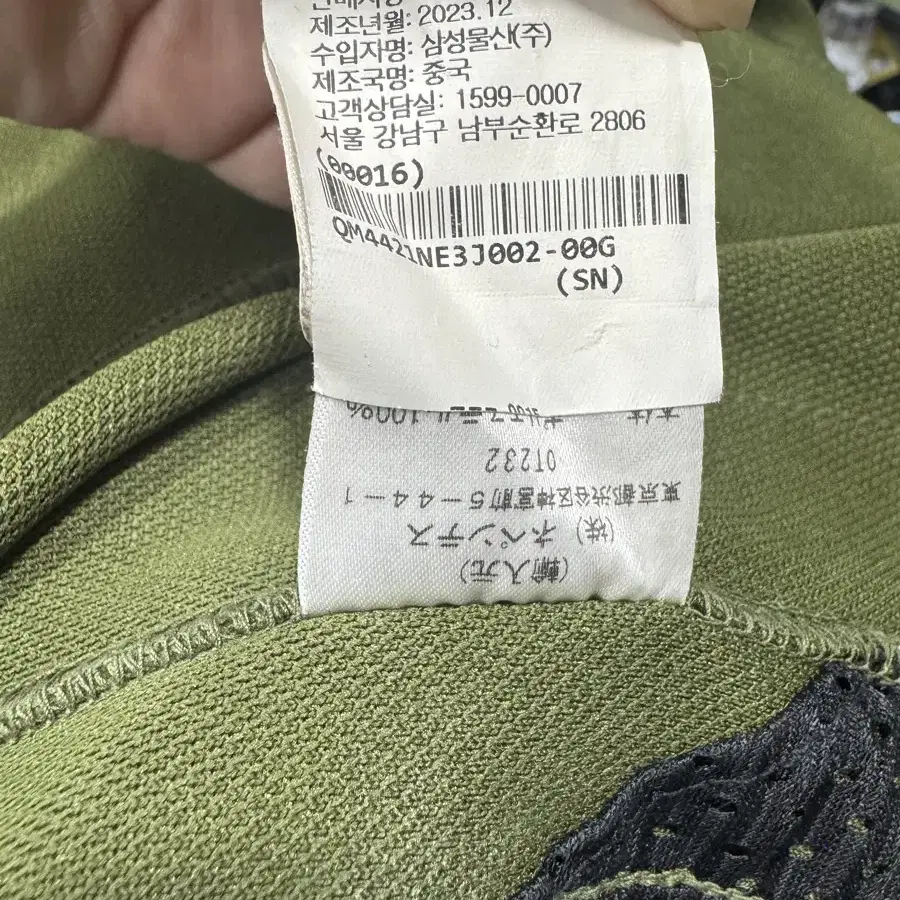 제조년월: 2023.12
수입자명: 삼성물산(주)
제조국명: 중국
고객상담실: 1599-0007
서울 강남구 남부순환로 2806
(00016)
QM4421NE3J002-00G
(SN)
(輸入元)
(株) ネペンテス
東京都渋谷区神宮前5-44-1
OT232
100%